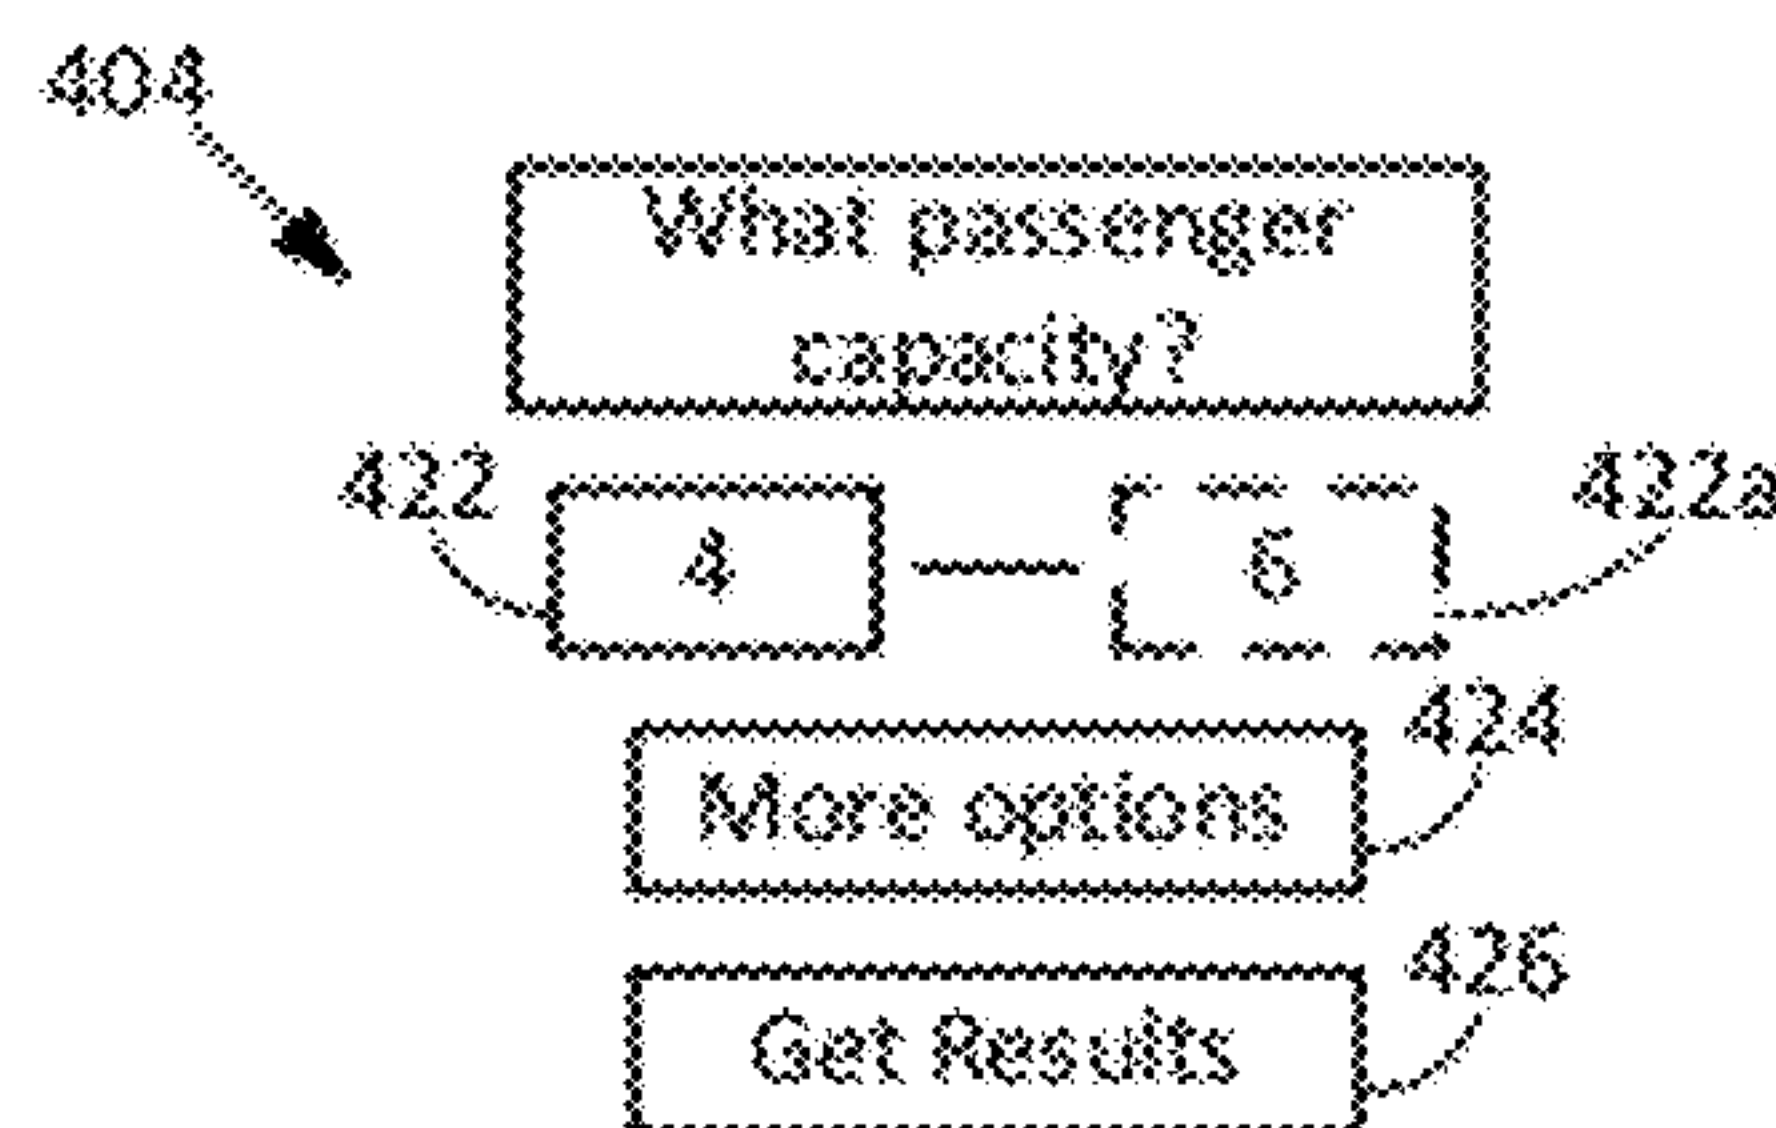 404
What passenger
capacity?
422 4 6 422a
More options 424
Get Results 426